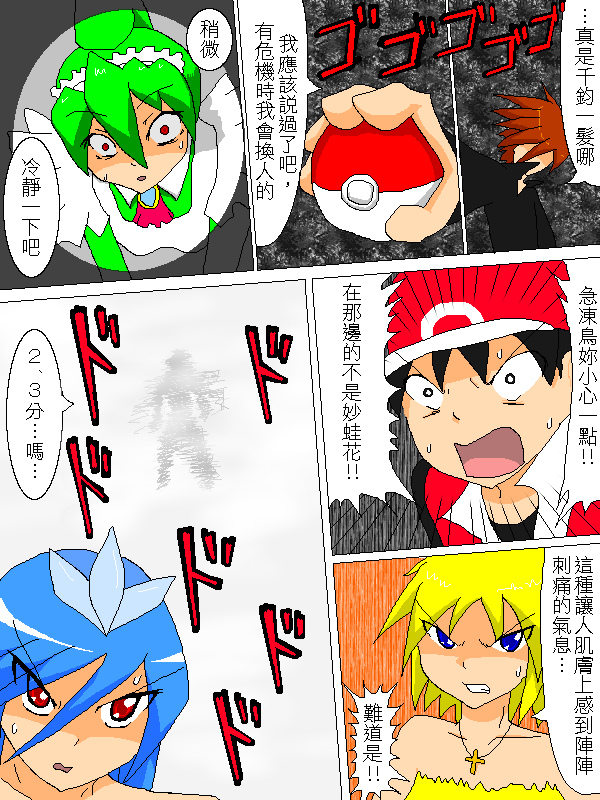 …真是千鈞一髮哪
ゴゴゴゴゴ
我應該說過了吧，
有危機時我會換人的
稍微
冷靜一下吧
急凍鳥妳小心一點!!
在那邊的不是妙蛙花!!
ドドドドドド
2、3分…嗎…
這種讓人肌膚上感到陣陣
刺痛的氣息…
難道是!!